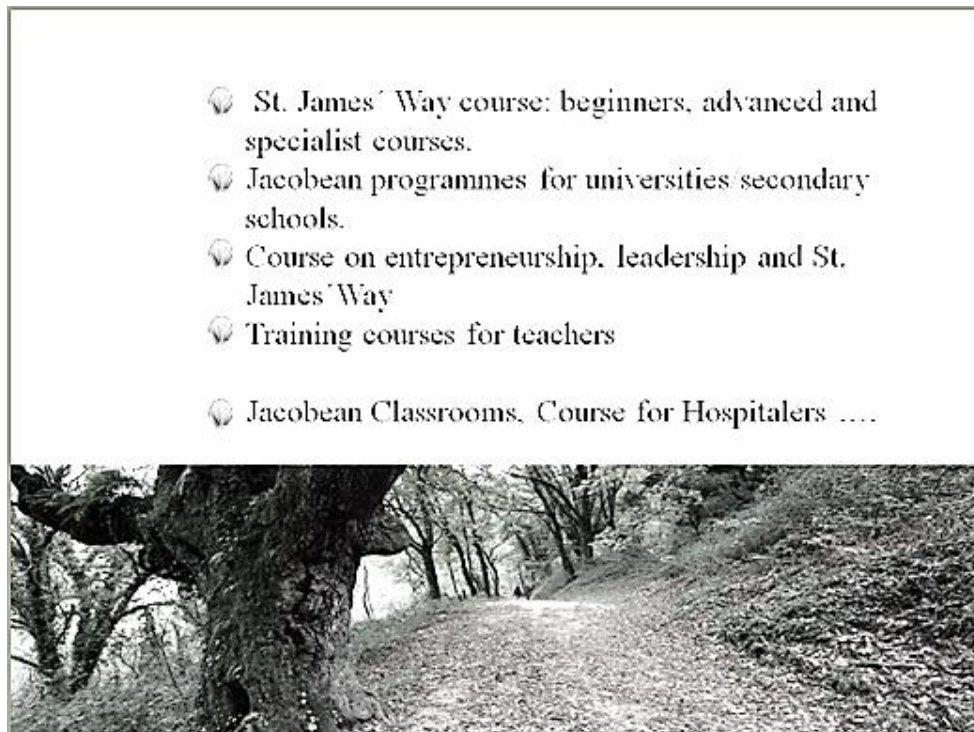 St. James´ Way course: beginners, advanced and
specialist courses.
Jacobean programmes for universities/secondary
schools.
Course on entrepreneurship, leadership and St.
James´Way
Training courses for teachers
Jacobean Classrooms, Course for Hospitalers ….